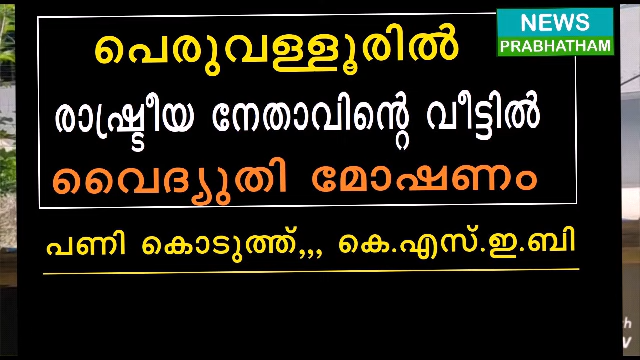 NEWS
PRABHATHAM
പെരുവള്ളൂരിൽ
രാഷ്ട്രീയ നേതാവിന്റെ വീട്ടിൽ
വൈദ്യുതി മോഷണം
പണി കൊടുത്ത്,,, കെ.എസ്.ഇ.ബി